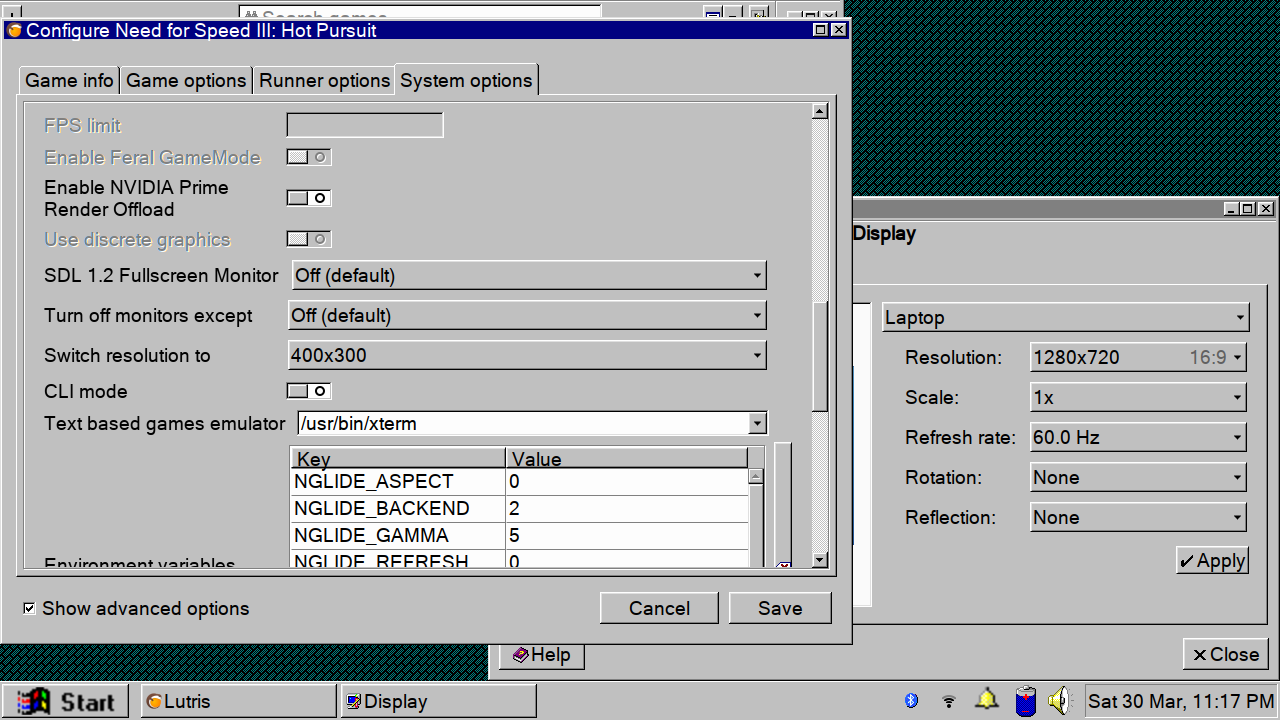 Search games
Configure Need for Speed III: Hot Pursuit
Game info
Game options
Runner options
System options
FPS limit
Enable Feral GameMode
Enable NVIDIA Prime
Render Offload
Use discrete graphics
SDL 1.2 Fullscreen Monitor
Off (default)
Turn off monitors except
Off (default)
Switch resolution to
400x300
CLI mode
Text based games emulator
/usr/bin/xterm
Key
Value
NGLIDE_ASPECT
0
NGLIDE_BACKEND
2
NGLIDE_GAMMA
5
NGLIDE_REFRESH
0
Environment variables
Show advanced options
Cancel
Save
Display
Laptop
Resolution:
1280x720 16:9
Scale:
1x
Refresh rate:
60.0 Hz
Rotation:
None
Reflection:
None
Apply
Help
Close
Start
Lutris
Display
Sat 30 Mar, 11:17 PM